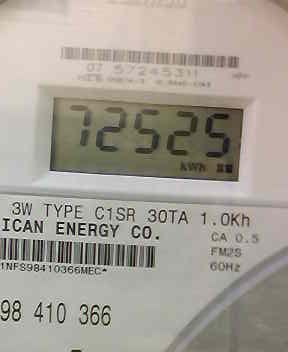 07 57245311
72525
kWh
3W TYPE C1SR 30TA 1.0Kh
ICAN ENERGY CO.
CA 0.5
FM2S
1NFS98410366MEC*
60Hz
98 410 366